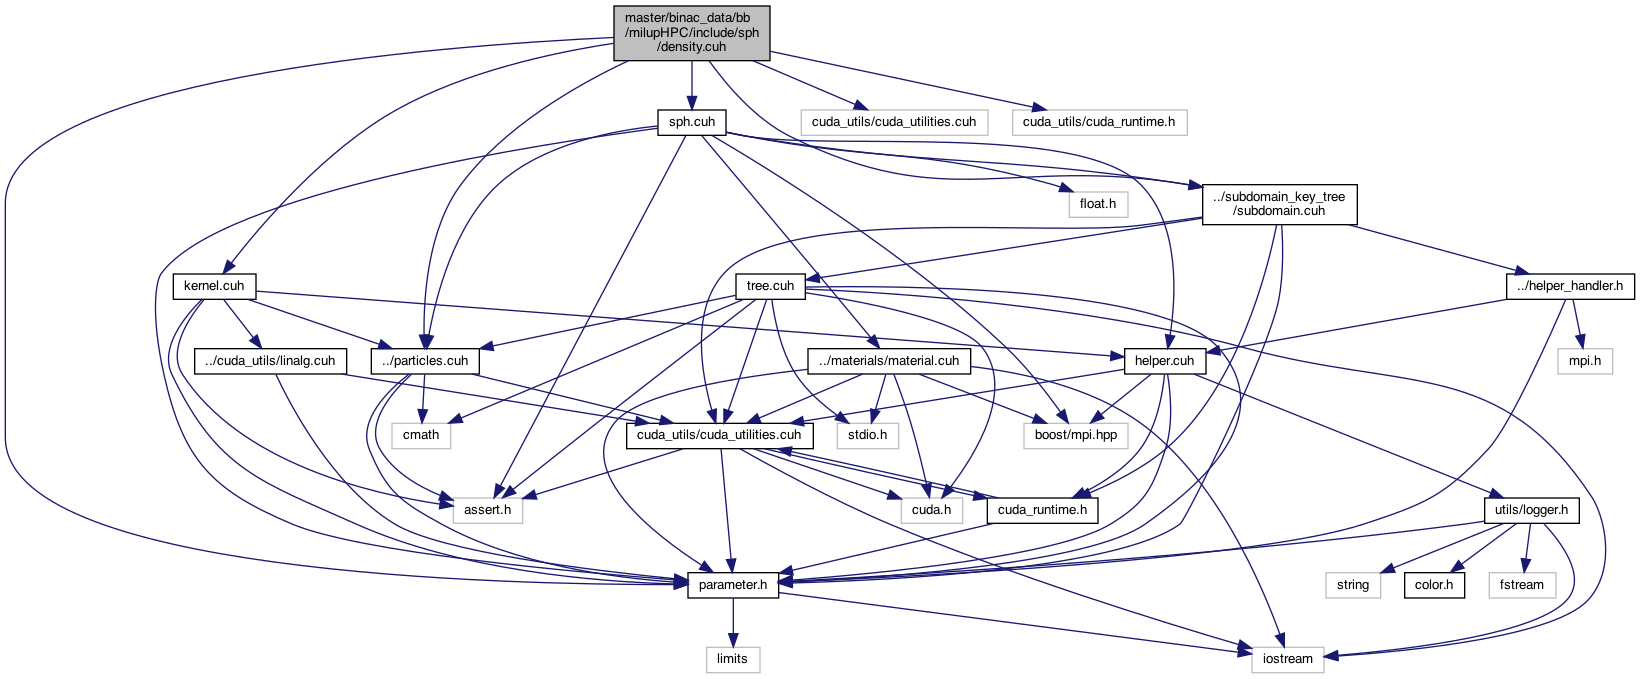 master/binac_data/bb
/milupHPC/include/sph
/density.cuh
sph.cuh
cuda_utils/cuda_utilities.cuh
cuda_utils/cuda_runtime.h
float.h
../subdomain_key_tree
/subdomain.cuh
kernel.cuh
tree.cuh
../helper_handler.h
../cuda_utils/linalg.cuh
../particles.cuh
../materials/material.cuh
helper.cuh
mpi.h
cmath
cuda_utils/cuda_utilities.cuh
stdio.h
boost/mpi.hpp
assert.h
cuda.h
cuda_runtime.h
utils/logger.h
parameter.h
string
color.h
fstream
limits
iostream